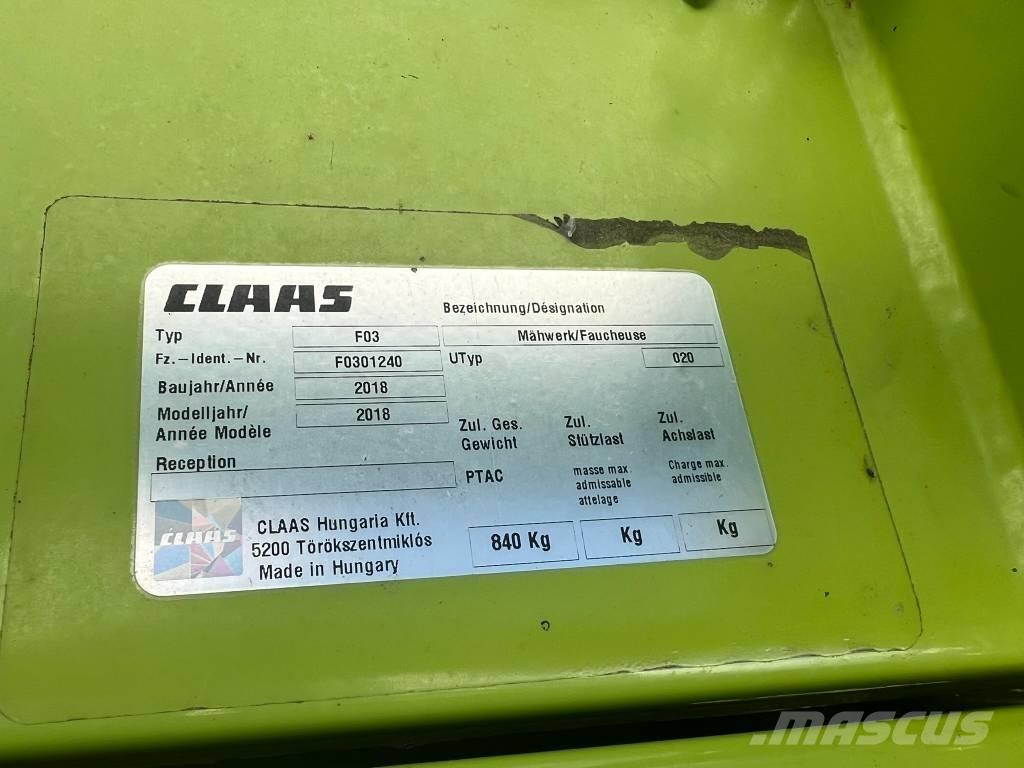 CLAAS
Bezeichnung/Désignation
Typ F03 Mähwerk/Faucheuse
Fz.-Ident.-Nr. F0301240 UTyp 020
Baujahr/Année 2018
Modelljahr/ Année Modèle 2018
Zul. Ges. Gewicht
Zul. Stützlast
Zul. Achslast
Reception
PTAC
masse max. admissable attelage
Charge max. admissible
CLAAS
CLAAS Hungaria Kft.
5200 Törökszentmiklós
Made in Hungary
840 Kg Kg Kg
mascus